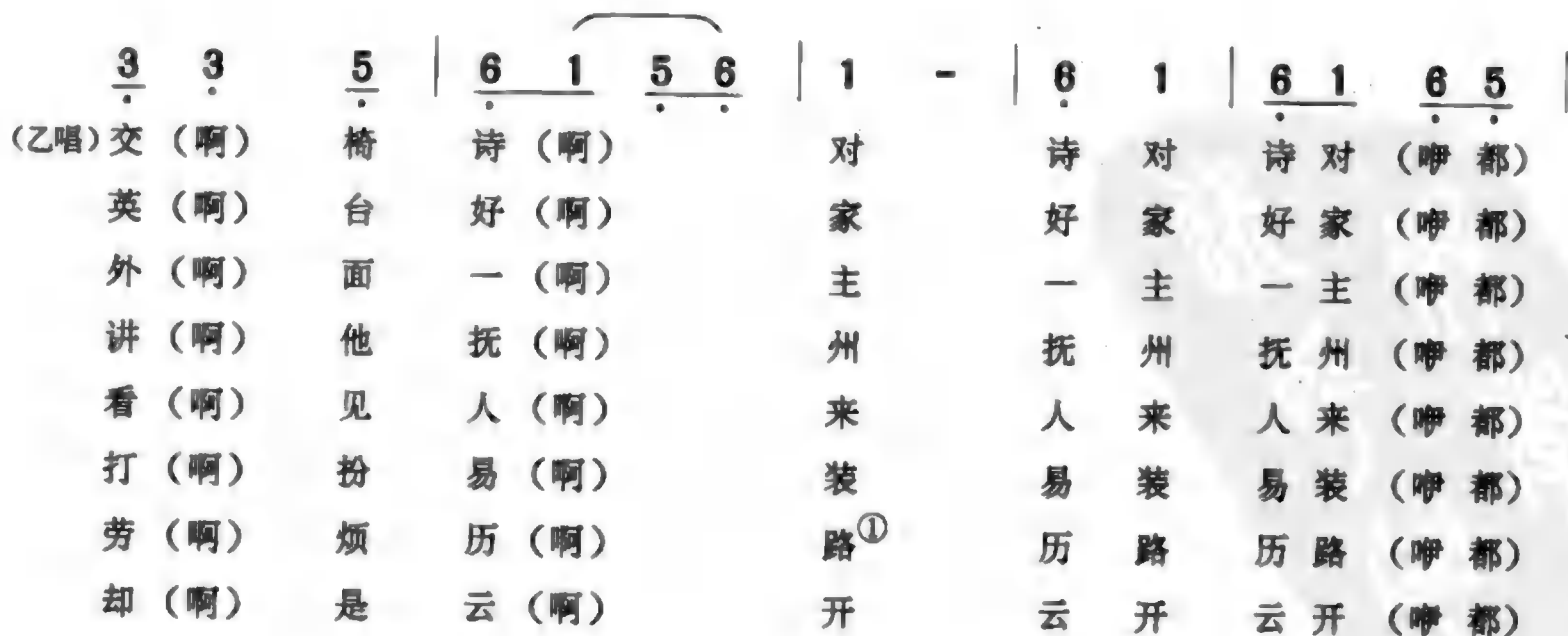 3 3 5 | 6 1 5 6 | 1 - | 6 1 | 6 1 6 5 |
(乙唱)交(啊) 椅 诗(啊) 对 诗 对 诗 对 (咿 都)
英(啊) 台 好(啊) 家 好 家 好 家 (咿 都)
外(啊) 面 一(啊) 主 一 主 一 主 (咿 都)
讲(啊) 他 抚(啊) 州 抚 州 抚 州 (咿 都)
看(啊) 见 人(啊) 来 人 来 人 来 (咿 都)
打(啊) 扮 易(啊) 装 易 装 易 装 (咿 都)
劳(啊) 烦 历(啊) 路① 历 路 历 路 (咿 都)
却(啊) 是 云(啊) 开 云 开 云 开 (咿 都)